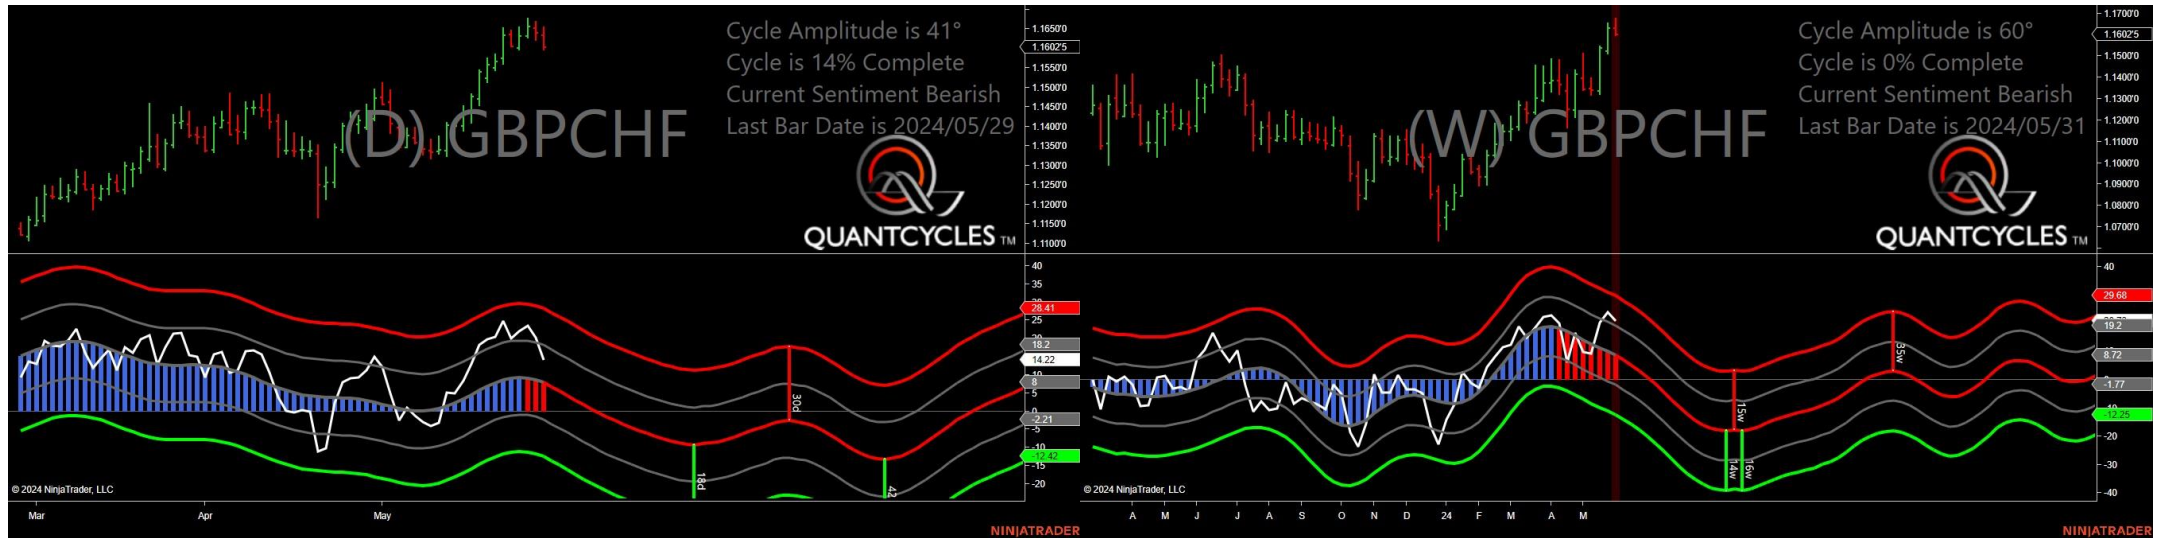 Cycle Amplitude is 41°
Cycle is 14% Complete
Current Sentiment Bearish
Last Bar Date is 2024/05/29
(D) GBPCHF
QUANTCYCLES TM
1.1650'0
1.1602'5
1.1550'0
1.1500'0
1.1450'0
1.1400'0
1.1350'0
1.1300'0
1.1250'0
1.1200'0
1.1150'0
1.1100'0
40
35
28.41
25
18.2
14.22
10
8
5
0
-2.21
-5
-10
-12.42
-15
-20
30d
18d
42
© 2024 NinjaTrader, LLC
Mar Apr May
NINJATRADER
Cycle Amplitude is 60°
Cycle is 0% Complete
Current Sentiment Bearish
Last Bar Date is 2024/05/31
(W) GBPCHF
QUANTCYCLES TM
1.1700'0
1.1602'5
1.1500'0
1.1400'0
1.1300'0
1.1200'0
1.1100'0
1.1000'0
1.0900'0
1.0800'0
1.0700'0
40
29.68
19.2
8.72
-1.77
-12.25
-20
-30
-40
35w
15w
14w
16w
© 2024 NinjaTrader, LLC
A M J J A S O N D 24 F M A M
NINJATRADER